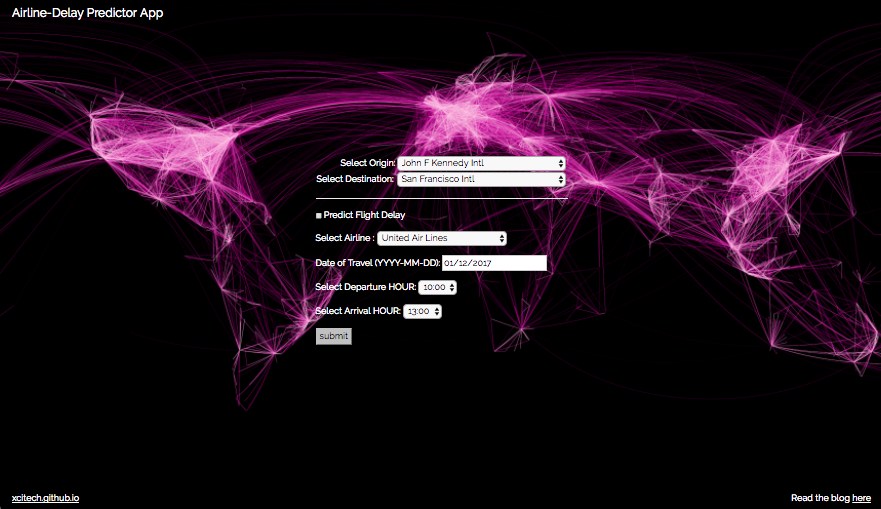 Airline-Delay Predictor App
Select Origin: John F Kennedy Intl
Select Destination: San Francisco Intl
Predict Flight Delay
Select Airline : United Air Lines
Date of Travel (YYYY-MM-DD): 01/12/2017
Select Departure HOUR: 10:00
Select Arrival HOUR: 13:00
submit
xcitech.github.io
Read the blog here